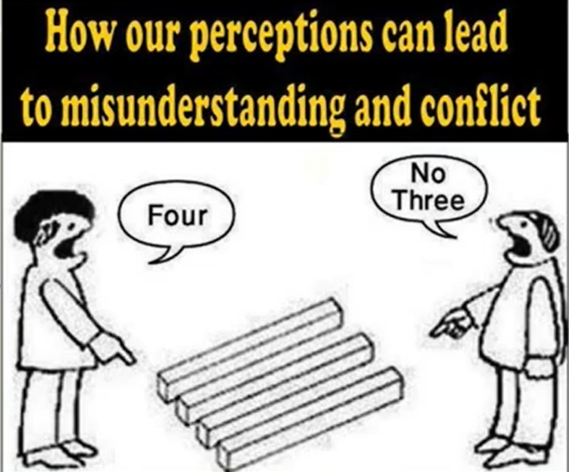 How our perceptions can lead
to misunderstanding and conflict
Four
No
Three